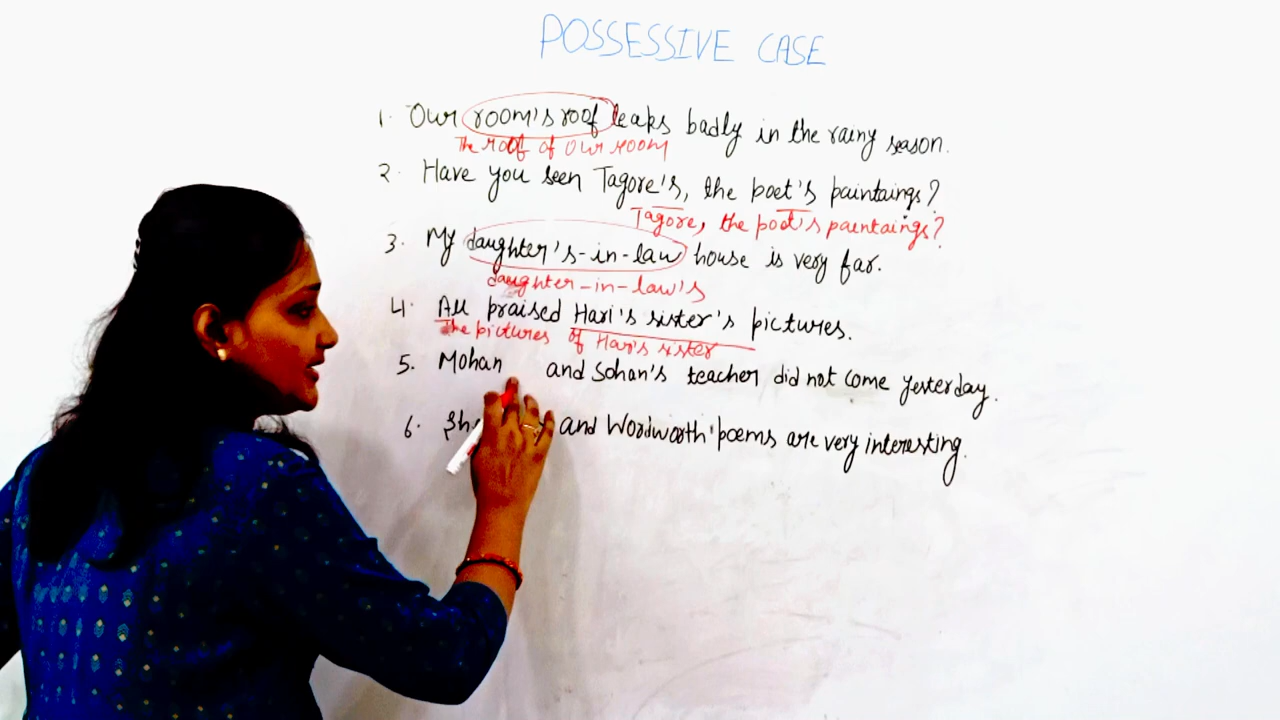 POSSESSIVE CASE
1. Our room's roof leaks badly in the rainy season.
The roof of our room
2. Have you seen Tagore's, the poet's paintaings?
Tagore, the poet's paintaings?
3. My daughter's-in-law house is very far.
daughter-in-law's
4. All praised Hari's sister's pictures.
The pictures of Hari's sister
5. Mohan and Sohan's teacher did not come yesterday.
6. and Wordworth' poems are very interesting.